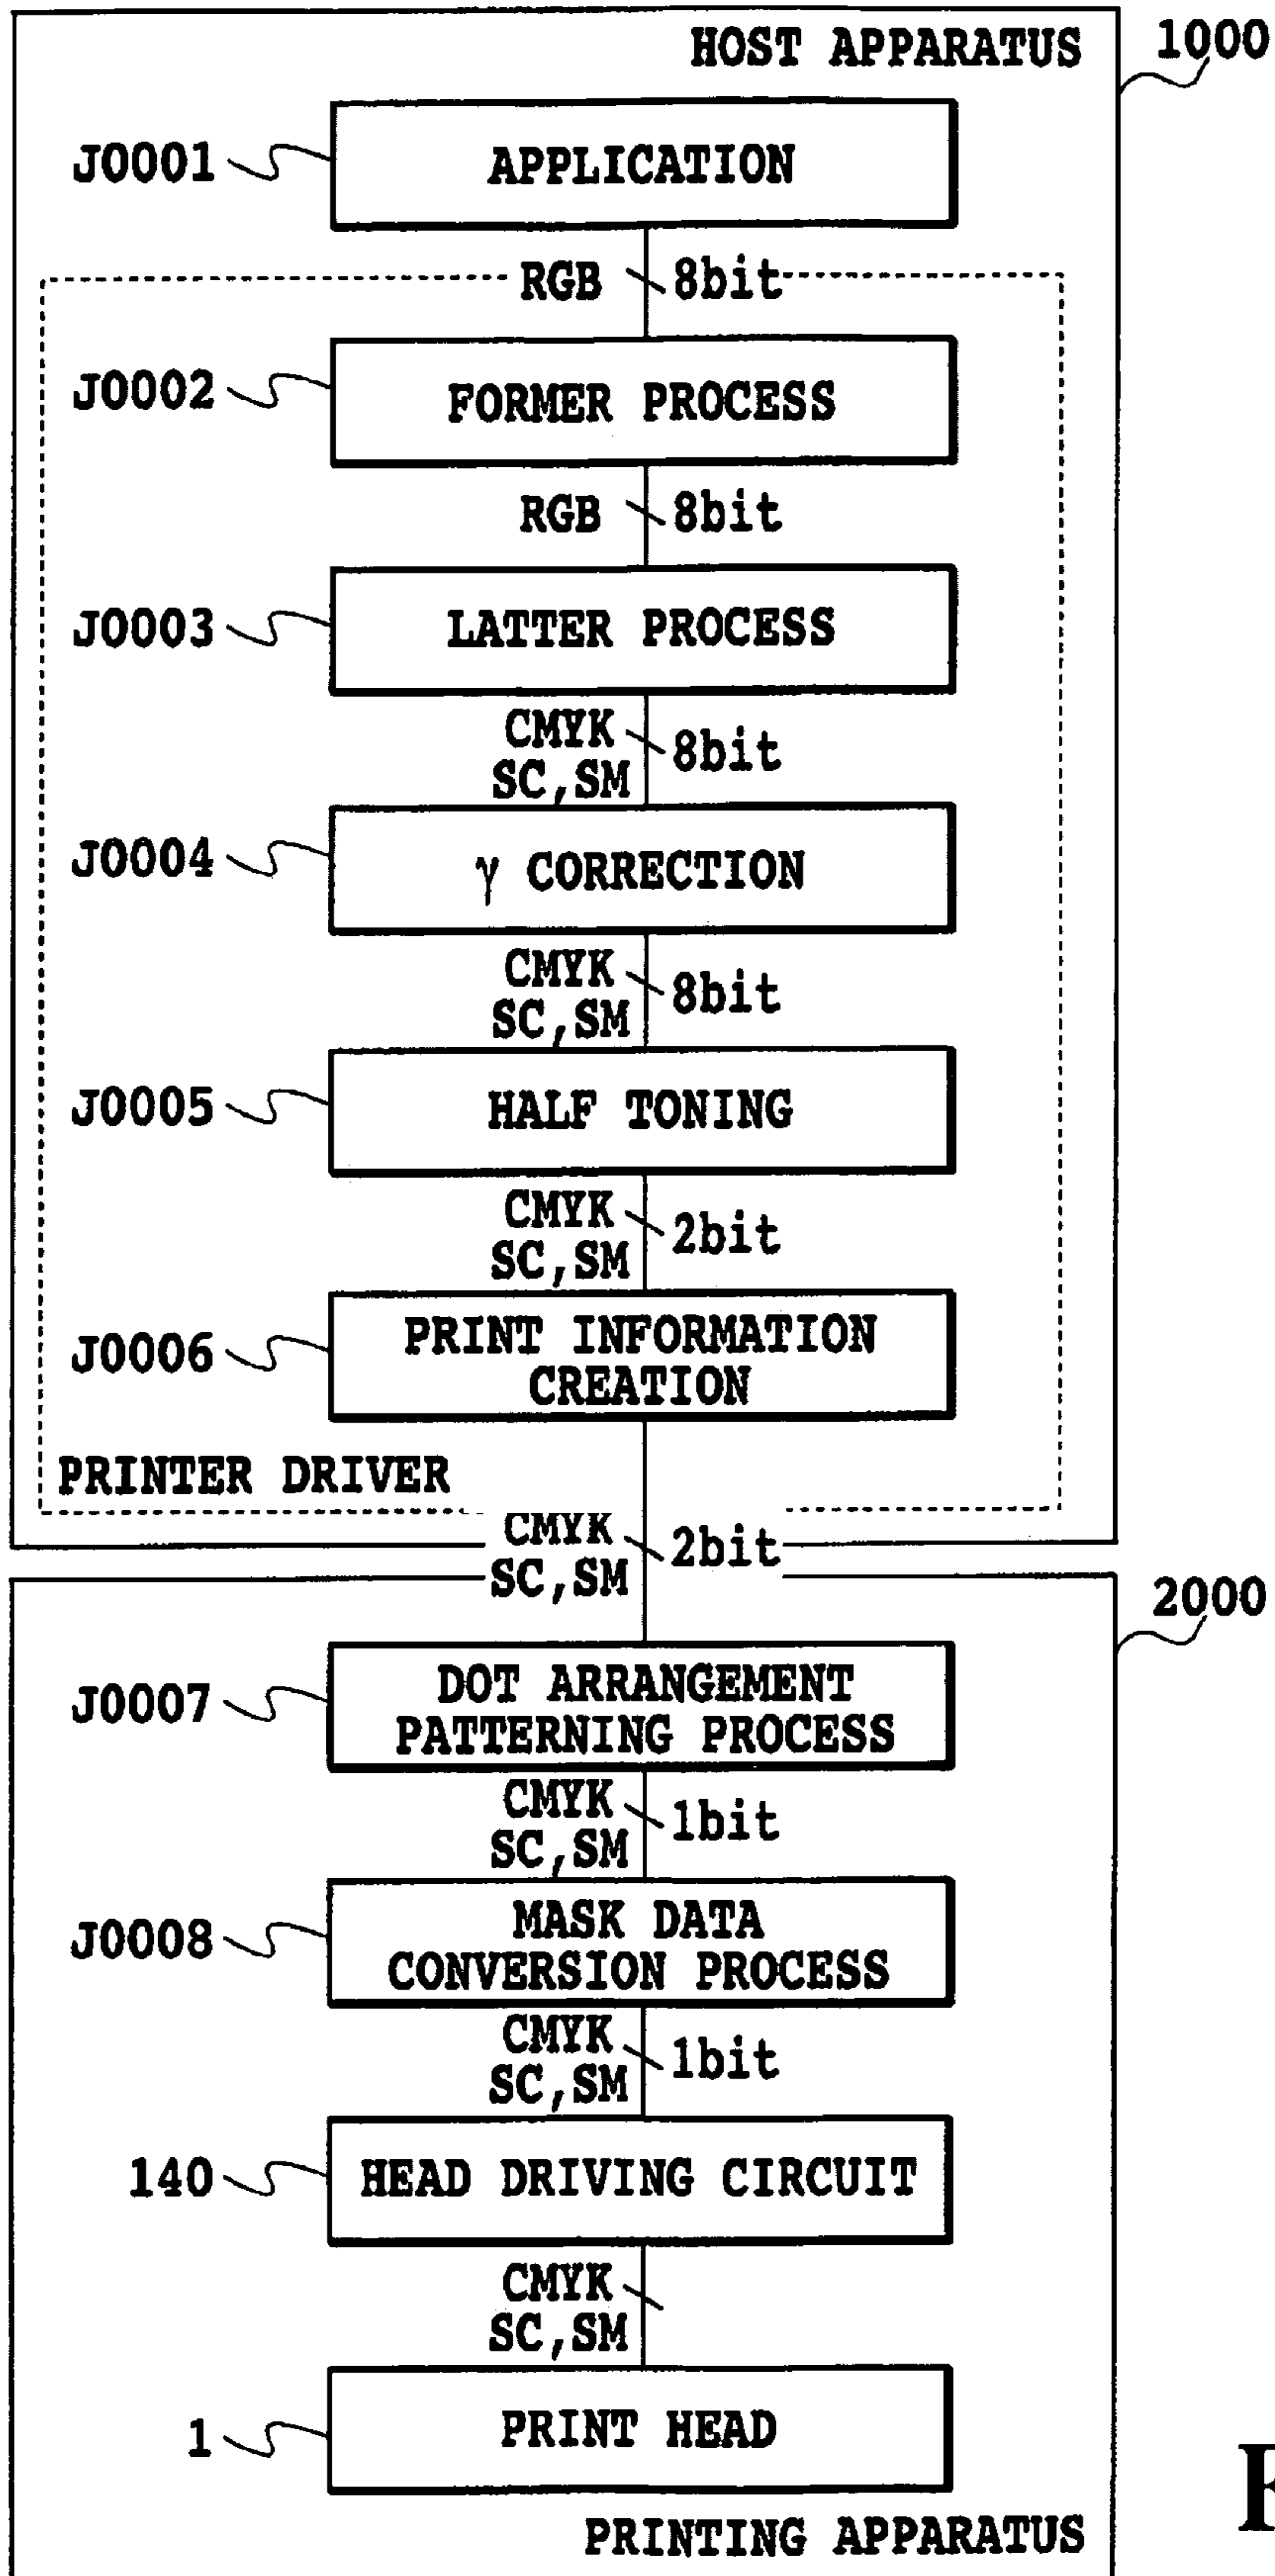 HOST APPARATUS
1000
J0001
APPLICATION
RGB 8bit
J0002
FORMER PROCESS
RGB 8bit
J0003
LATTER PROCESS
CMYK
SC,SM
8bit
J0004
γ CORRECTION
CMYK
SC,SM
8bit
J0005
HALF TONING
CMYK
SC,SM
2bit
J0006
PRINT INFORMATION
CREATION
PRINTER DRIVER
CMYK
SC,SM
2bit
2000
J0007
DOT ARRANGEMENT
PATTERNING PROCESS
CMYK
SC,SM
1bit
J0008
MASK DATA
CONVERSION PROCESS
CMYK
SC,SM
1bit
140
HEAD DRIVING CIRCUIT
CMYK
SC,SM
1
PRINT HEAD
PRINTING APPARATUS